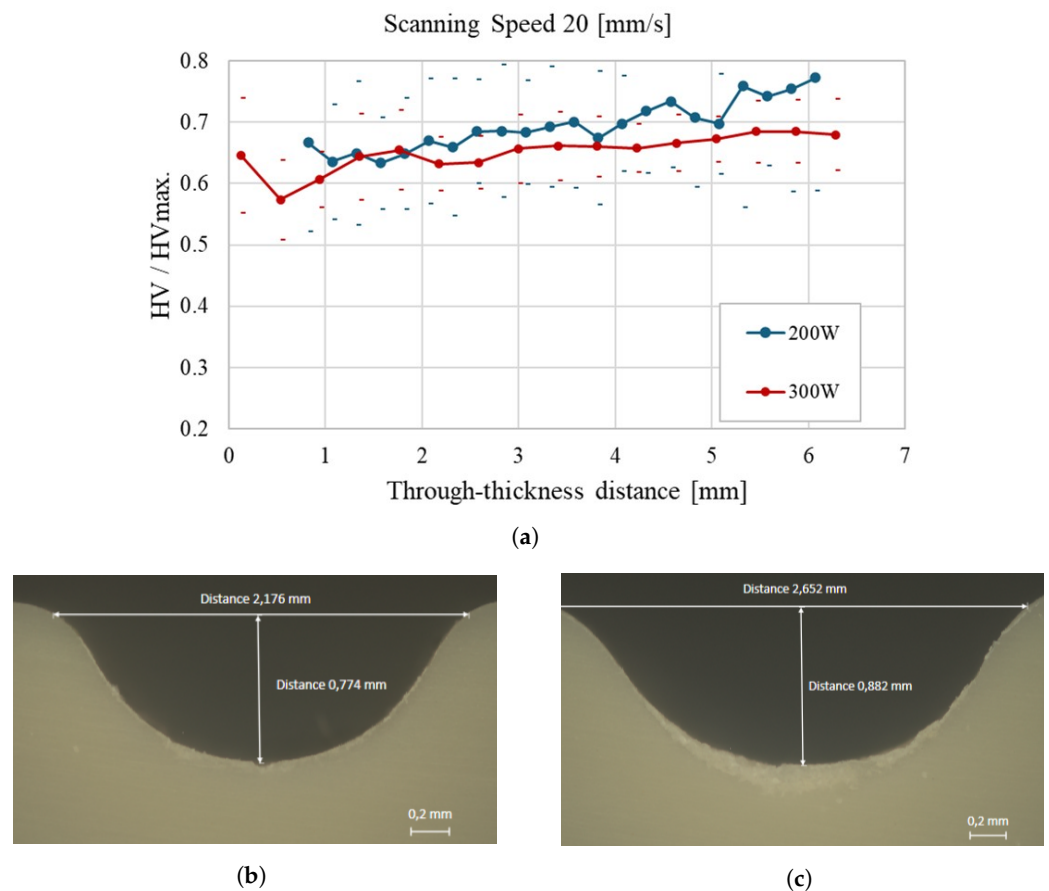 Scanning Speed 20 [mm/s]
0.8
0.7
0.6
0.5
0.4
0.3
0.2
HV / HVmax.
200W
300W
0 1 2 3 4 5 6 7
Through-thickness distance [mm]
(a)
Distance 2,176 mm
Distance 0,774 mm
0,2 mm
(b)
Distance 2,652 mm
Distance 0,882 mm
0,2 mm
(c)